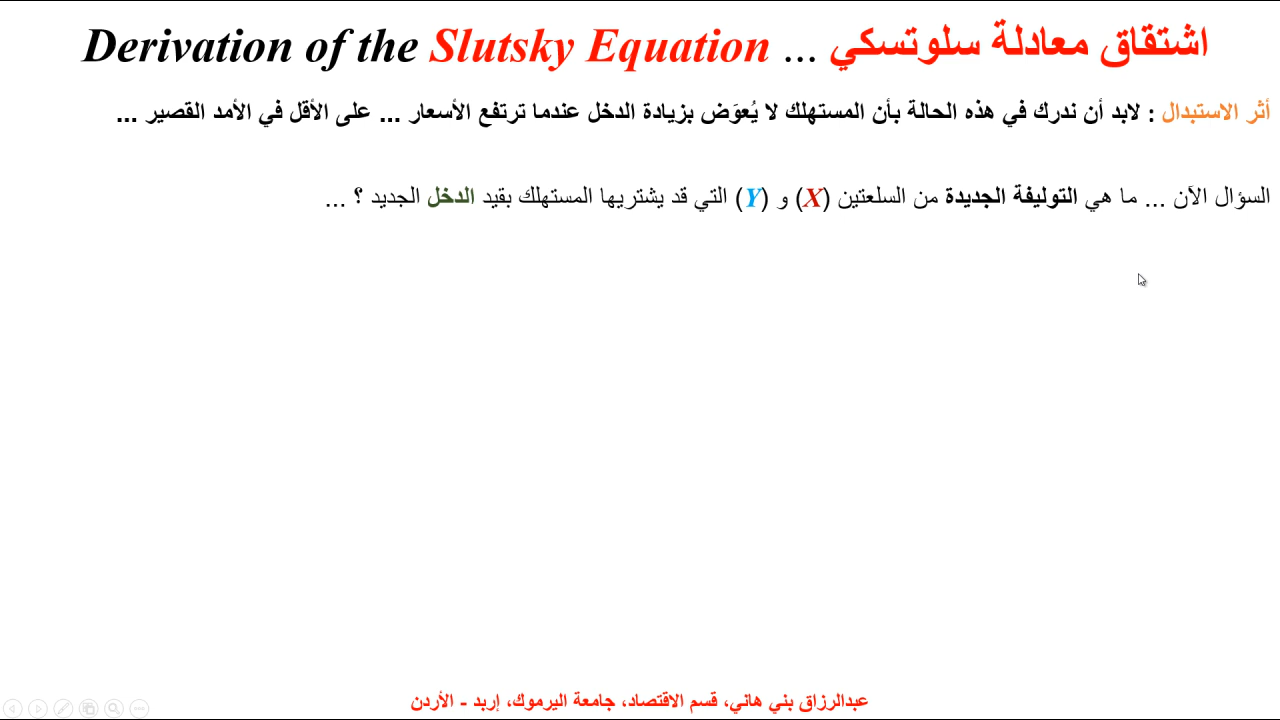 اشتقاق معادلة سلوتسكي ... Derivation of the Slutsky Equation
أثر الاستبدال : لابد أن ندرك في هذه الحالة بأن المستهلك لا يُعوَض بزيادة الدخل عندما ترتفع الأسعار ... على الأقل في الأمد القصير ...
السؤال الآن ... ما هي التوليفة الجديدة من السلعتين (X) و (Y) التي قد يشتريها المستهلك بقيد الدخل الجديد ؟ ...
عبدالرزاق بني هاني، قسم الاقتصاد، جامعة اليرموك، إربد - الأردن